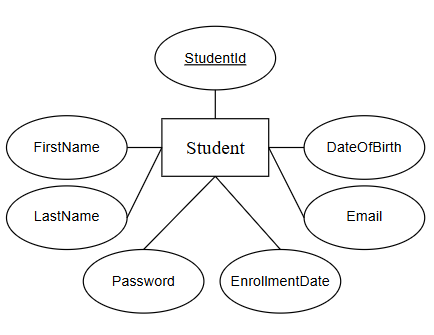 StudentId
FirstName
Student
DateOfBirth
LastName
Email
Password
EnrollmentDate